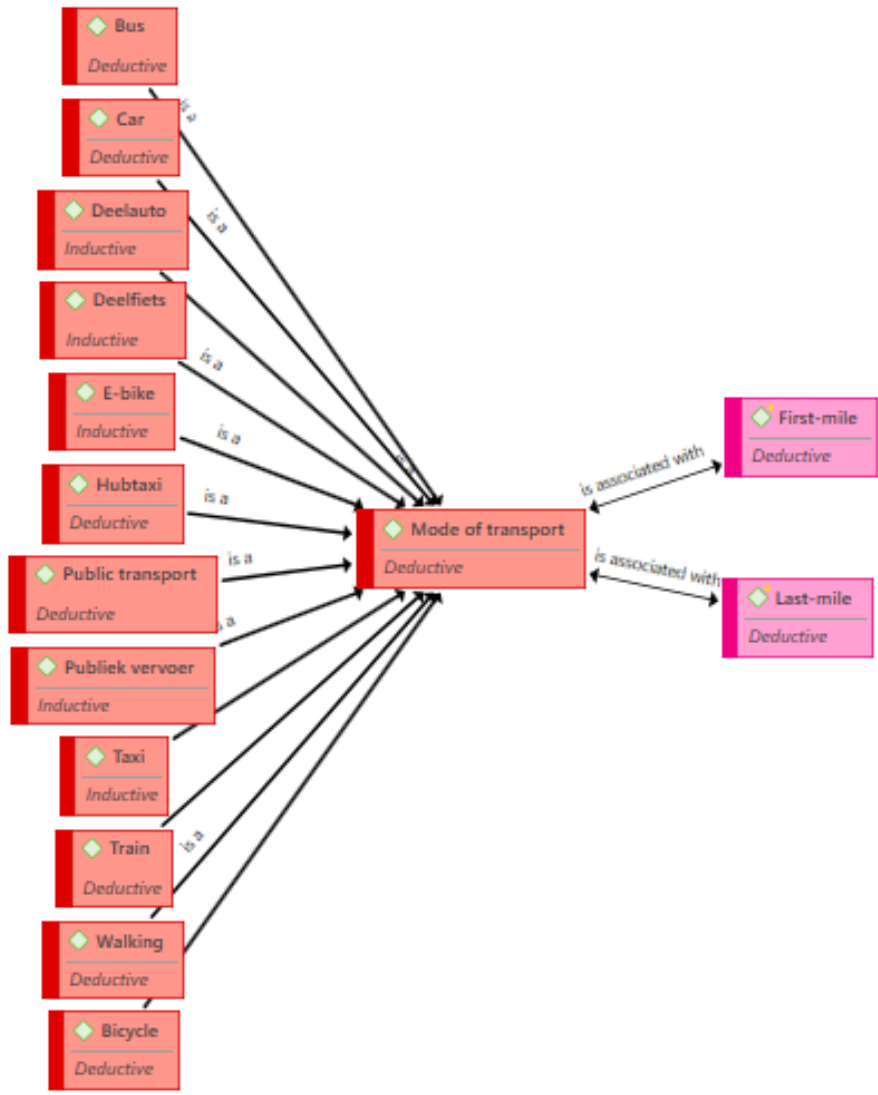 Bus
Deductive
is a
Car
Deductive
Deelauto
Inductive
is a
Deelfiets
Inductive
is a
E-bike
Inductive
is a
Hubtaxi
Deductive
is a
Public transport
Deductive
is a
Publiek vervoer
Inductive
is a
Taxi
Inductive
Train
Deductive
is a
Walking
Deductive
Bicycle
Deductive
is a
Mode of transport
Deductive
is associated with
First-mile
Deductive
is associated with
Last-mile
Deductive